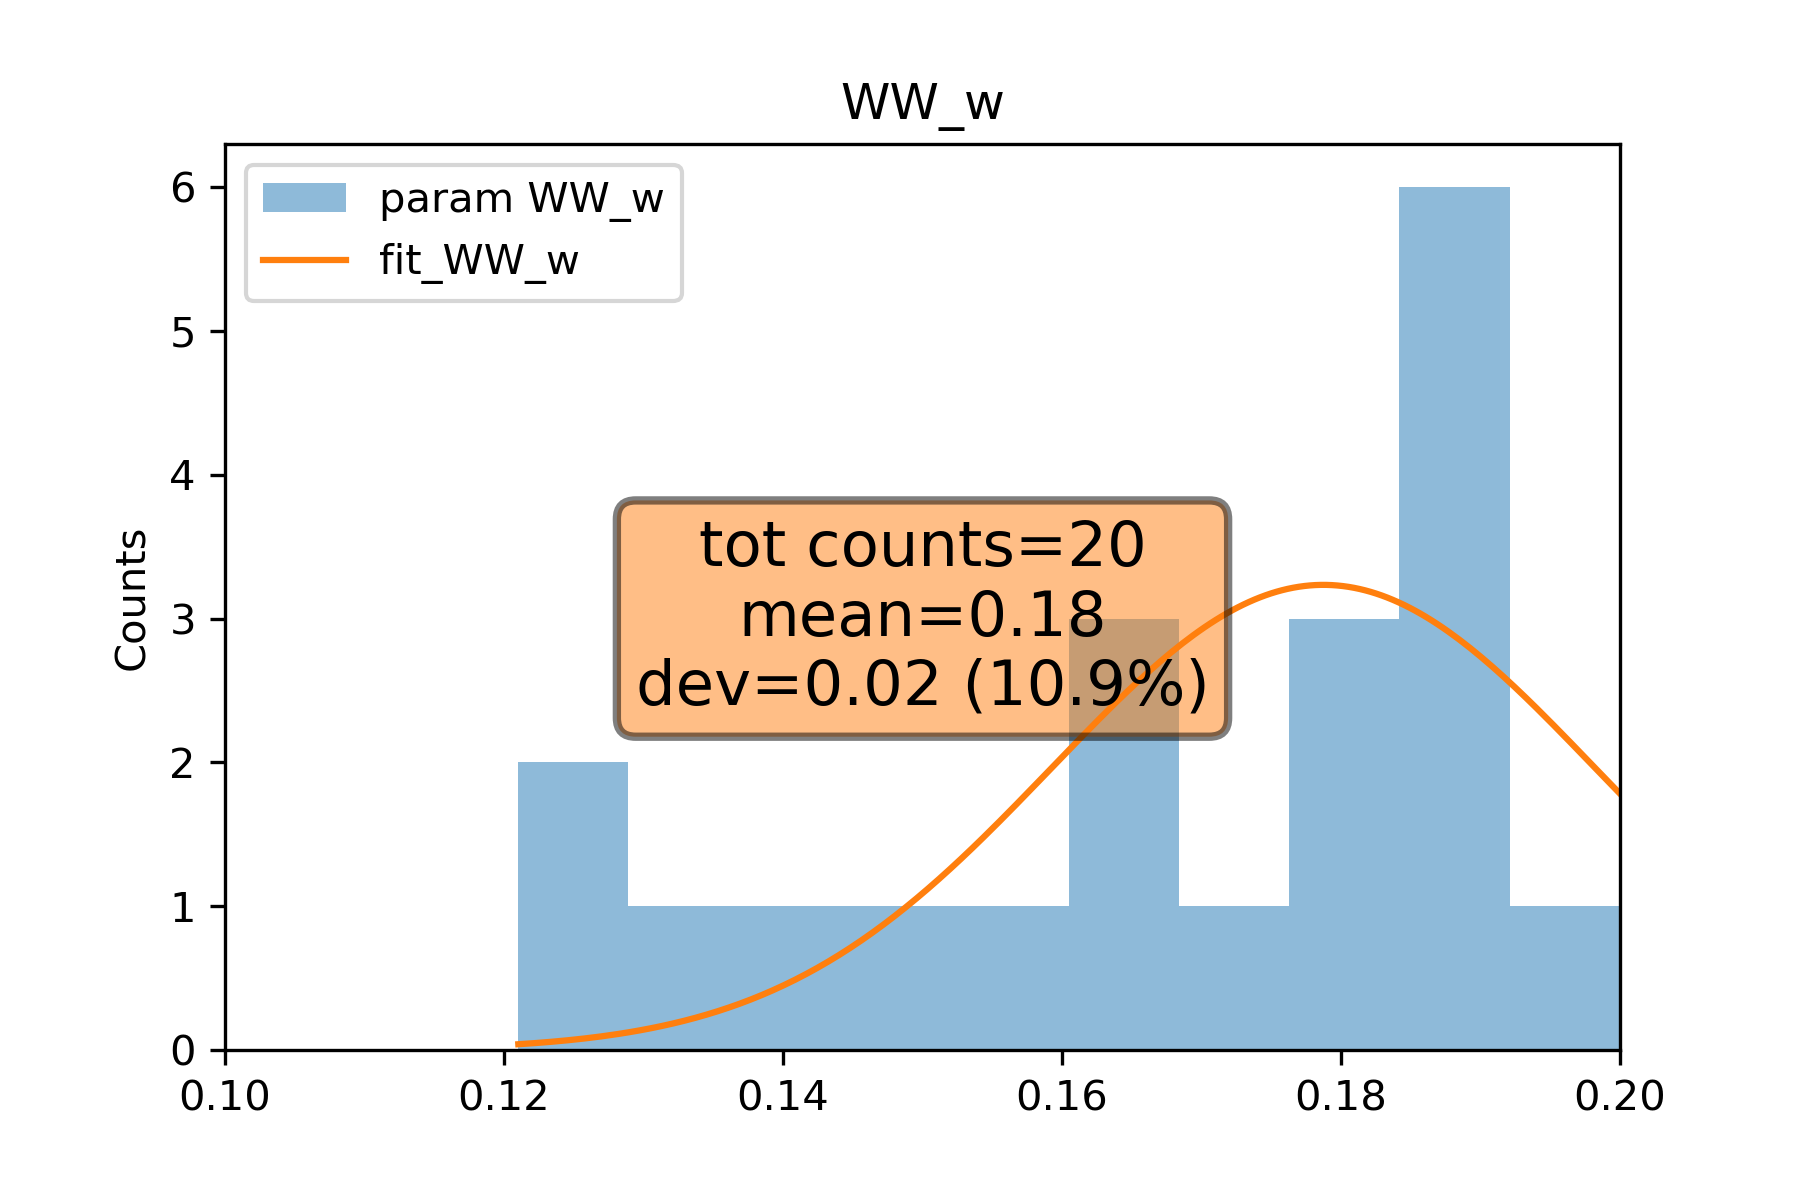 WW_w
param WW_w
fit_WW_w
6
5
4
3
2
1
0
Counts
tot counts=20
mean=0.18
dev=0.02 (10.9%)
0.10 0.12 0.14 0.16 0.18 0.20